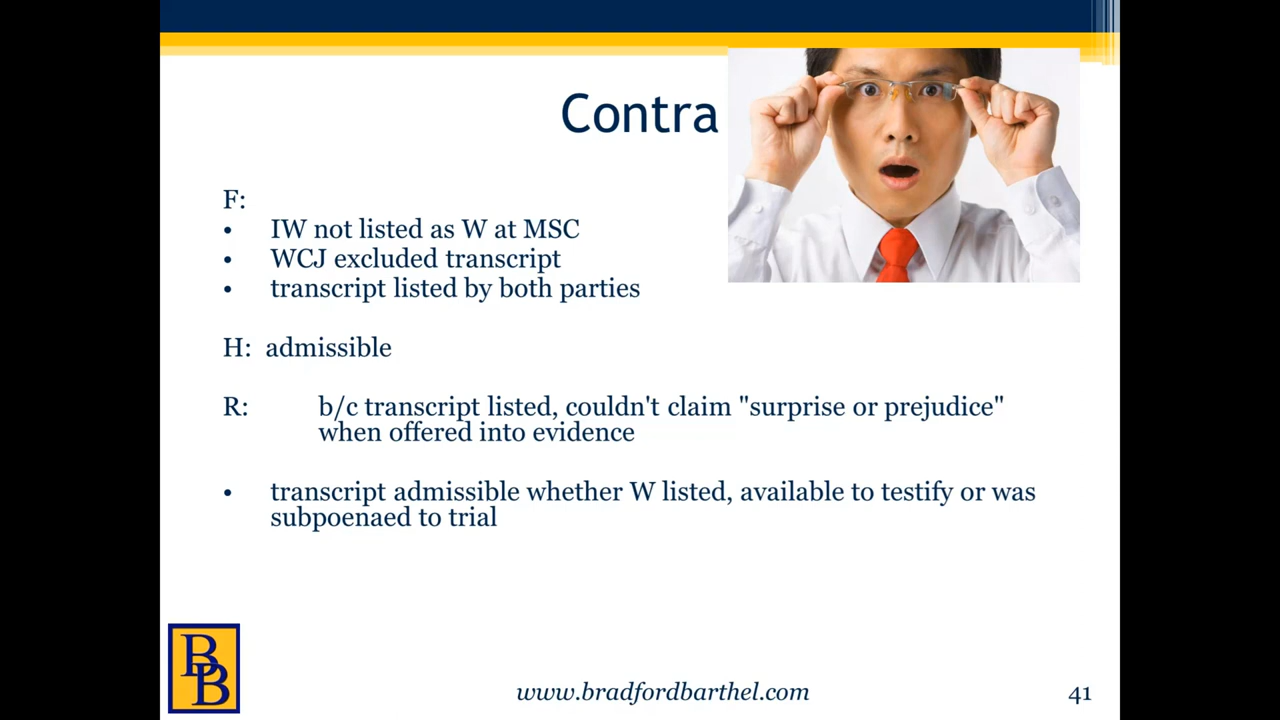 Contra
F:
• IW not listed as W at MSC
• WCJ excluded transcript
• transcript listed by both parties
H: admissible
R: b/c transcript listed, couldn't claim "surprise or prejudice"
when offered into evidence
• transcript admissible whether W listed, available to testify or was
subpoenaed to trial
BB
www.bradfordbarthel.com
41